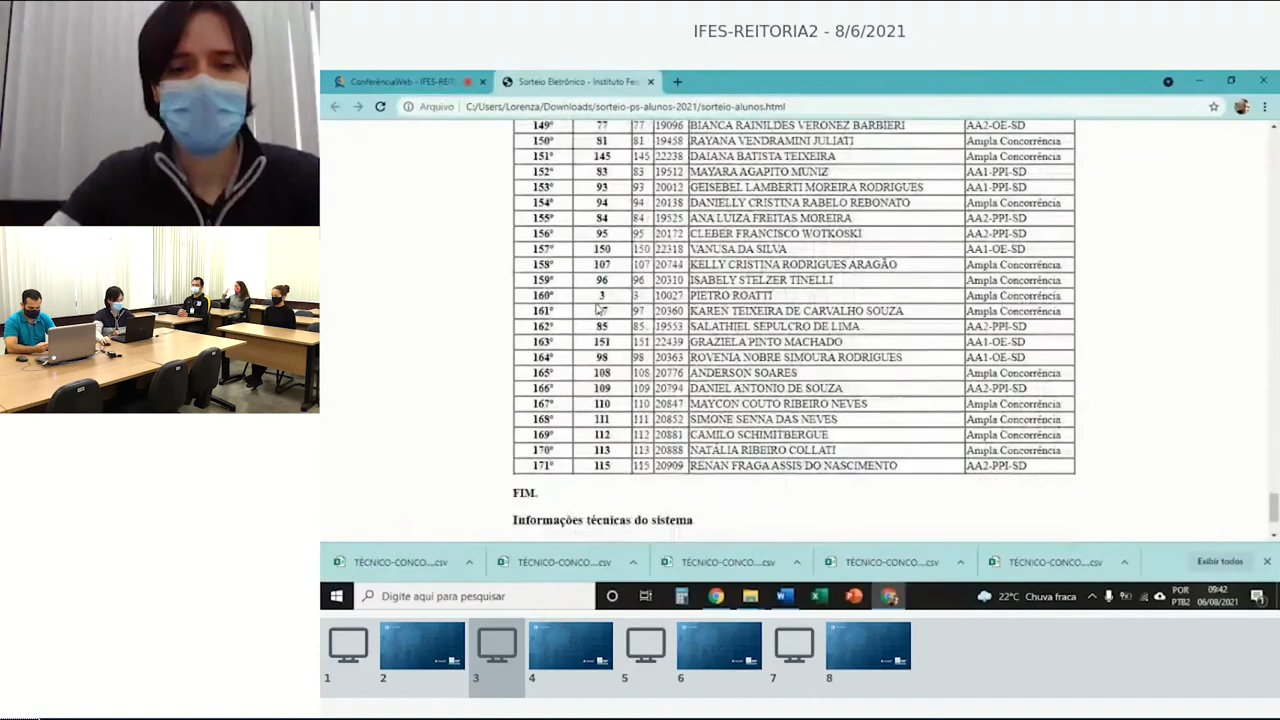 IFES-REITORIA2 - 8/6/2021
ConferênciaWeb - IFES-REIT
Sorteio Eletrônico - Instituto Fe
Arquivo C:/Users/Lorenza/Downloads/sorteio-ps-alunos-2021/sorteio-alunos.html
149º 77 77 19096 BIANCA RAINILDES VERONEZ BARBIERI AA2-OE-SD
150º 81 81 19458 RAYANA VENDRAMINI JULIATI Ampla Concorrência
151º 145 145 22238 DAIANA BATISTA TEIXEIRA Ampla Concorrência
152º 83 83 19512 MAYARA AGAPITO MUNIZ AA1-PPI-SD
153º 93 93 20012 GEISEBEL LAMBERTI MOREIRA RODRIGUES AA1-PPI-SD
154º 94 94 20138 DANIELLY CRISTINA RABELO REBONATO Ampla Concorrência
155º 84 84 19525 ANA LUIZA FREITAS MOREIRA AA2-PPI-SD
156º 95 95 20172 CLEBER FRANCISCO WOTKOSKI AA2-PPI-SD
157º 150 150 22318 VANUSA DA SILVA AA1-OE-SD
158º 107 107 20744 KELLY CRISTINA RODRIGUES ARAGÃO Ampla Concorrência
159º 96 96 20310 ISABELY STELZER TINELLI Ampla Concorrência
160º 3 3 10027 PIETRO ROATTI Ampla Concorrência
161º 97 20360 KAREN TEIXEIRA DE CARVALHO SOUZA Ampla Concorrência
162º 85 85 19553 SALATHIEL SEPULCRO DE LIMA AA2-PPI-SD
163º 151 151 22439 GRAZIELA PINTO MACHADO AA1-OE-SD
164º 98 98 20363 ROVENIA NOBRE SIMOURA RODRIGUES AA1-OE-SD
165º 108 108 20776 ANDERSON SOARES Ampla Concorrência
166º 109 109 20794 DANIEL ANTONIO DE SOUZA AA2-PPI-SD
167º 110 110 20847 MAYCON COUTO RIBEIRO NEVES Ampla Concorrência
168º 111 111 20852 SIMONE SENNA DAS NEVES Ampla Concorrência
169º 112 112 20881 CAMILO SCHIMITBERGUE Ampla Concorrência
170º 113 113 20888 NATÁLIA RIBEIRO COLLATI Ampla Concorrência
171º 115 115 20909 RENAN FRAGA ASSIS DO NASCIMENTO AA2-PPI-SD
FIM.
Informações técnicas do sistema
TÉCNICO-CONCO....csv TÉCNICO-CONCO....csv TÉCNICO-CONCO....csv TÉCNICO-CONCO....csv TÉCNICO-CONCO....csv Exibir todos
Digite aqui para pesquisar
22°C Chuva fraca
POR
PTB2
09:42
06/08/2021
1 2 3 4 5 6 7 8